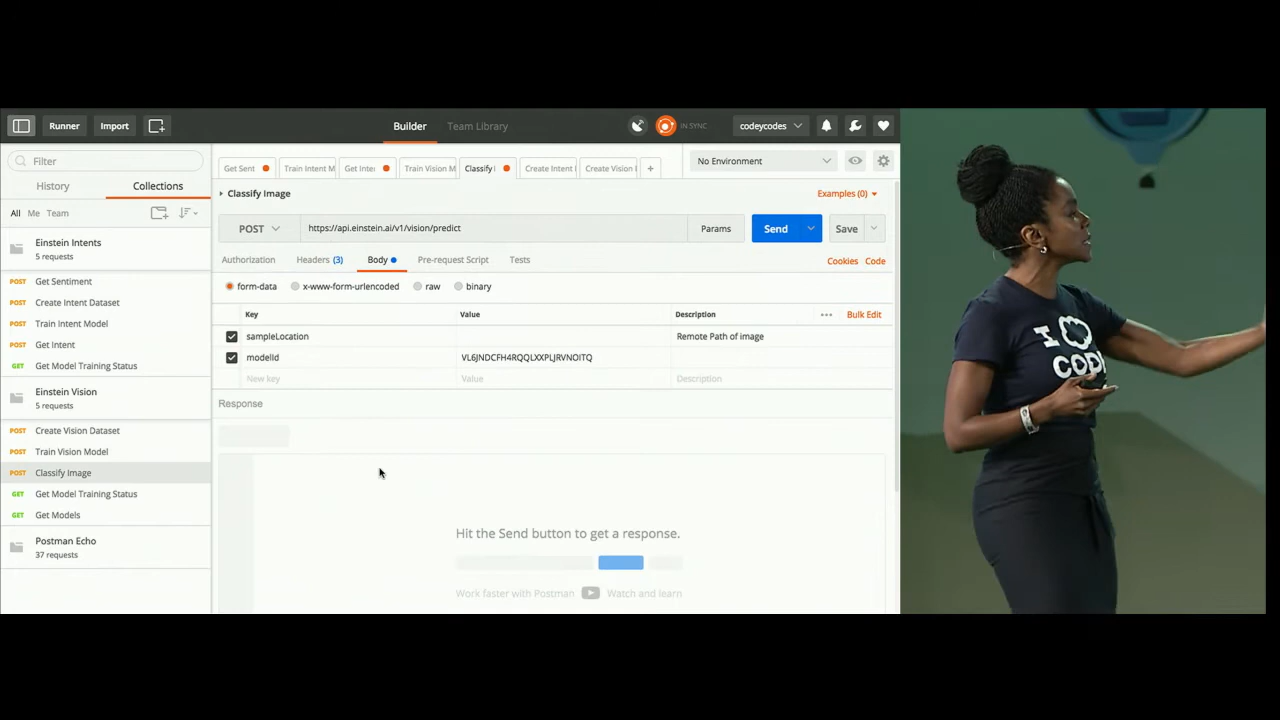 Runner
Import
Builder
Team Library
IN SYNC
codeycodes
Filter
History
Collections
All Me Team
Einstein Intents
5 requests
POST Get Sentiment
POST Create Intent Dataset
POST Train Intent Model
POST Get Intent
GET Get Model Training Status
Einstein Vision
5 requests
POST Create Vision Dataset
POST Train Vision Model
POST Classify Image
GET Get Model Training Status
GET Get Models
Postman Echo
37 requests
Get Sent
Train Intent M
Get Inte
Train Vision M
Classify
Create Intent
Create Vision
+
No Environment
Classify Image
Examples (0)
POST
https://api.einstein.ai/v1/vision/predict
Params
Send
Save
Authorization
Headers (3)
Body
Pre-request Script
Tests
Cookies Code
form-data
x-www-form-urlencoded
raw
binary
Key Value Description ••• Bulk Edit
sampleLocation Remote Path of image
modelId VL6JNDCFH4RQQLXXPLJRVNOITQ
New key Value Description
Response
Hit the Send button to get a response.
Work faster with Postman Watch and learn
I
CODE